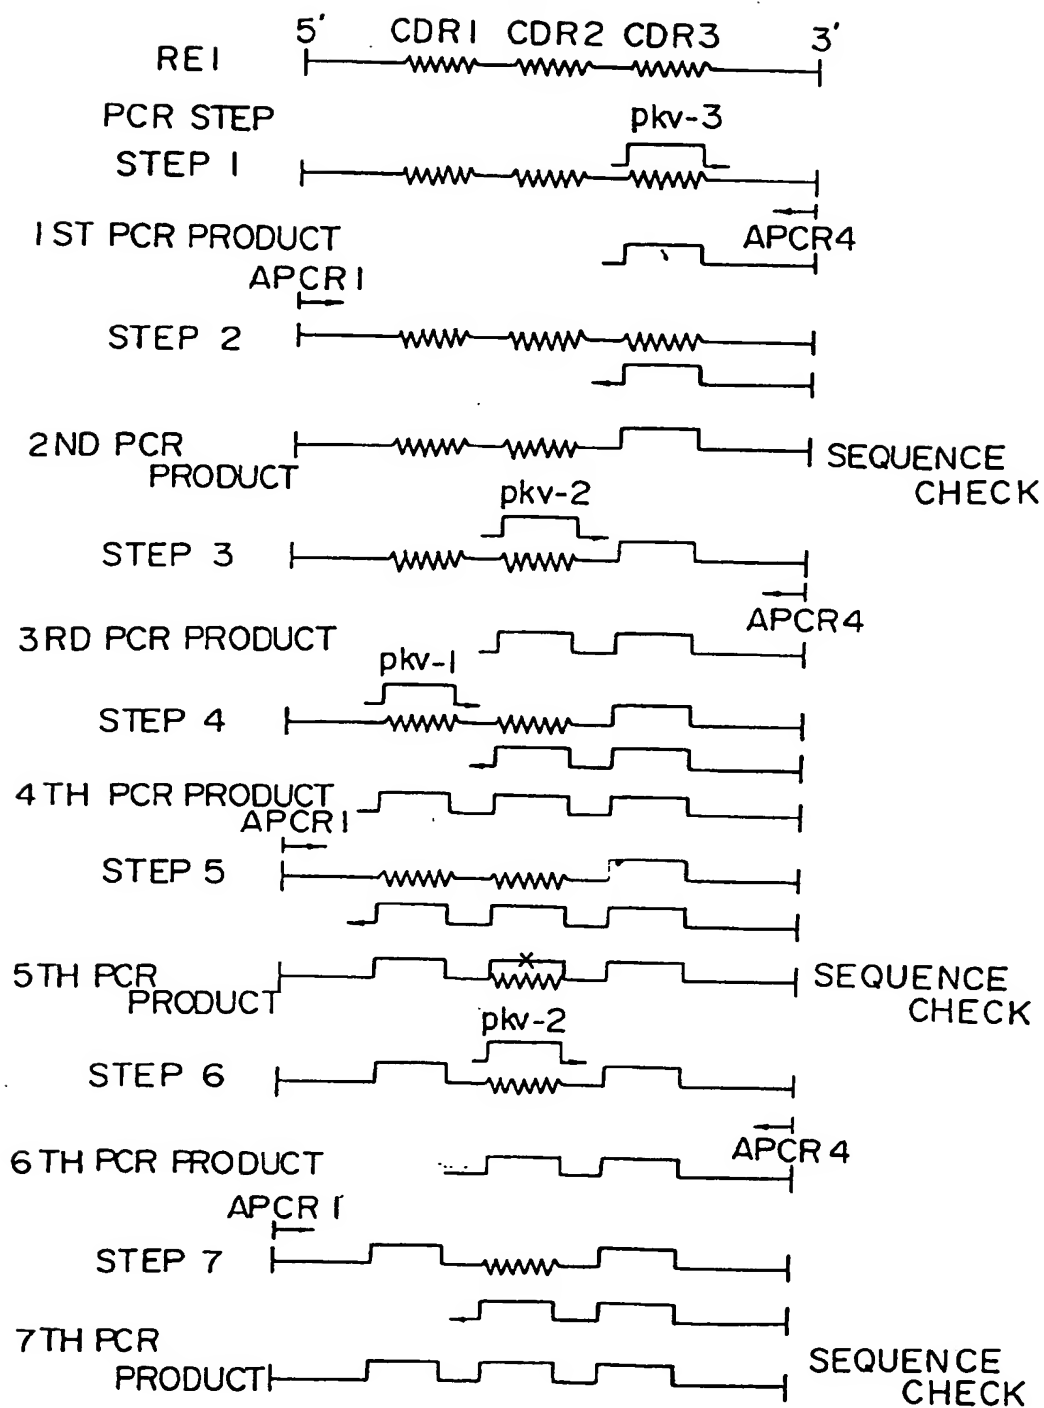 5' CDR1 CDR2 CDR3 3'
REI
PCR STEP
pkv-3
STEP 1
1ST PCR PRODUCT
APCR4
APCR1
STEP 2
2ND PCR PRODUCT
SEQUENCE CHECK
pkv-2
STEP 3
APCR4
3RD PCR PRODUCT
pkv-1
STEP 4
4TH PCR PRODUCT
APCR1
STEP 5
x
5TH PCR PRODUCT
SEQUENCE CHECK
pkv-2
STEP 6
APCR4
6TH PCR PRODUCT
APCR1
STEP 7
7TH PCR PRODUCT
SEQUENCE CHECK